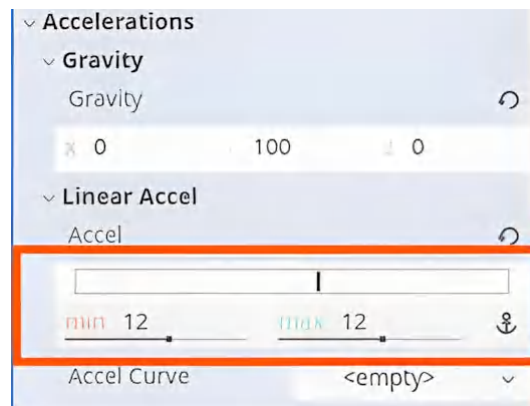 Accelerations
Gravity
Gravity
x 0 100 z 0
Linear Accel
Accel
min 12 max 12
Accel Curve <empty>